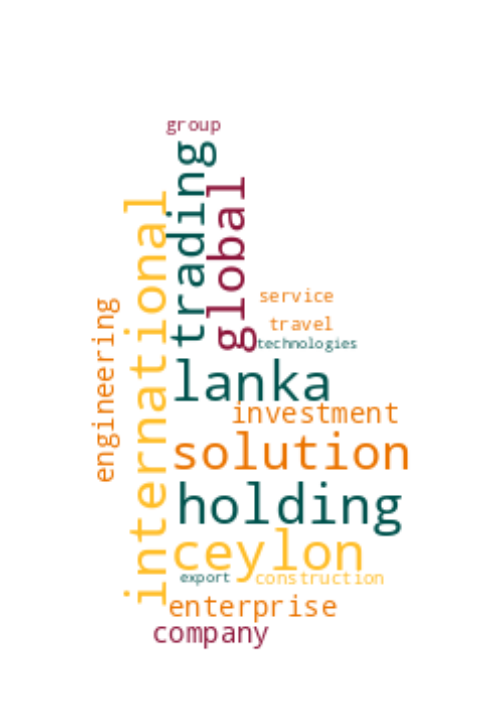 group
trading
global
international
service
engineering
travel
technologies
lanka
investment
solution
holding
ceylon
export
construction
enterprise
company